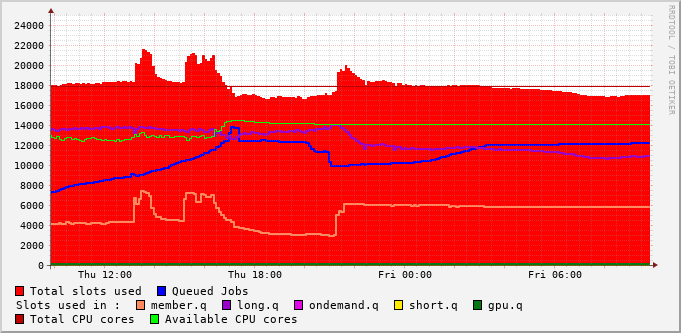 RRDTOOL / TOBI OETIKER
24000
22000
20000
18000
16000
14000
12000
10000
8000
6000
4000
2000
0
Thu 12:00 Thu 18:00 Fri 00:00 Fri 06:00
Total slots used Queued Jobs
Slots used in : member.q long.q ondemand.q short.q gpu.q
Total CPU cores Available CPU cores